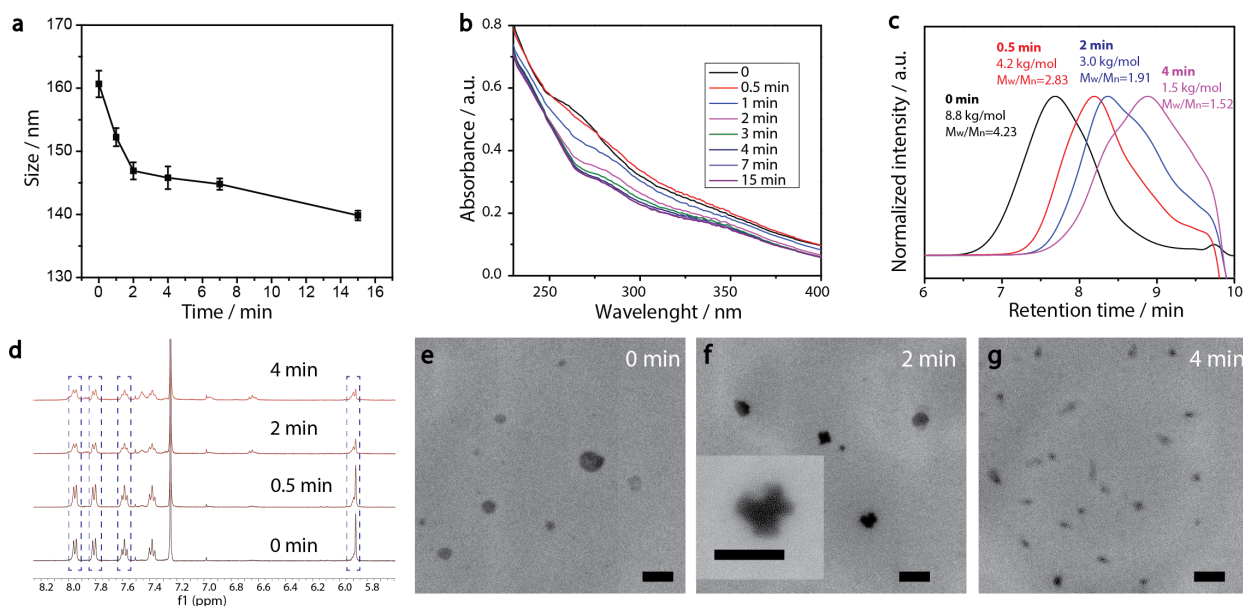 a
170
160
150
140
130
Size / nm
0 2 4 6 8 10 12 14 16
Time / min
b
0.8
0.6
0.4
0.2
0.0
Absorbance / a.u.
0
0.5 min
1 min
2 min
3 min
4 min
7 min
15 min
250 300 350 400
Wavelenght / nm
c
Normalized intensity / a.u.
0 min
8.8 kg/mol
Mw/Mn=4.23
0.5 min
4.2 kg/mol
Mw/Mn=2.83
2 min
3.0 kg/mol
Mw/Mn=1.91
4 min
1.5 kg/mol
Mw/Mn=1.52
6 7 8 9 10
Retention time / min
d
4 min
2 min
0.5 min
0 min
8.2 8.0 7.8 7.6 7.4 7.2 7.0 6.8 6.6 6.4 6.2 6.0 5.8
f1 (ppm)
e
0 min
f
2 min
g
4 min